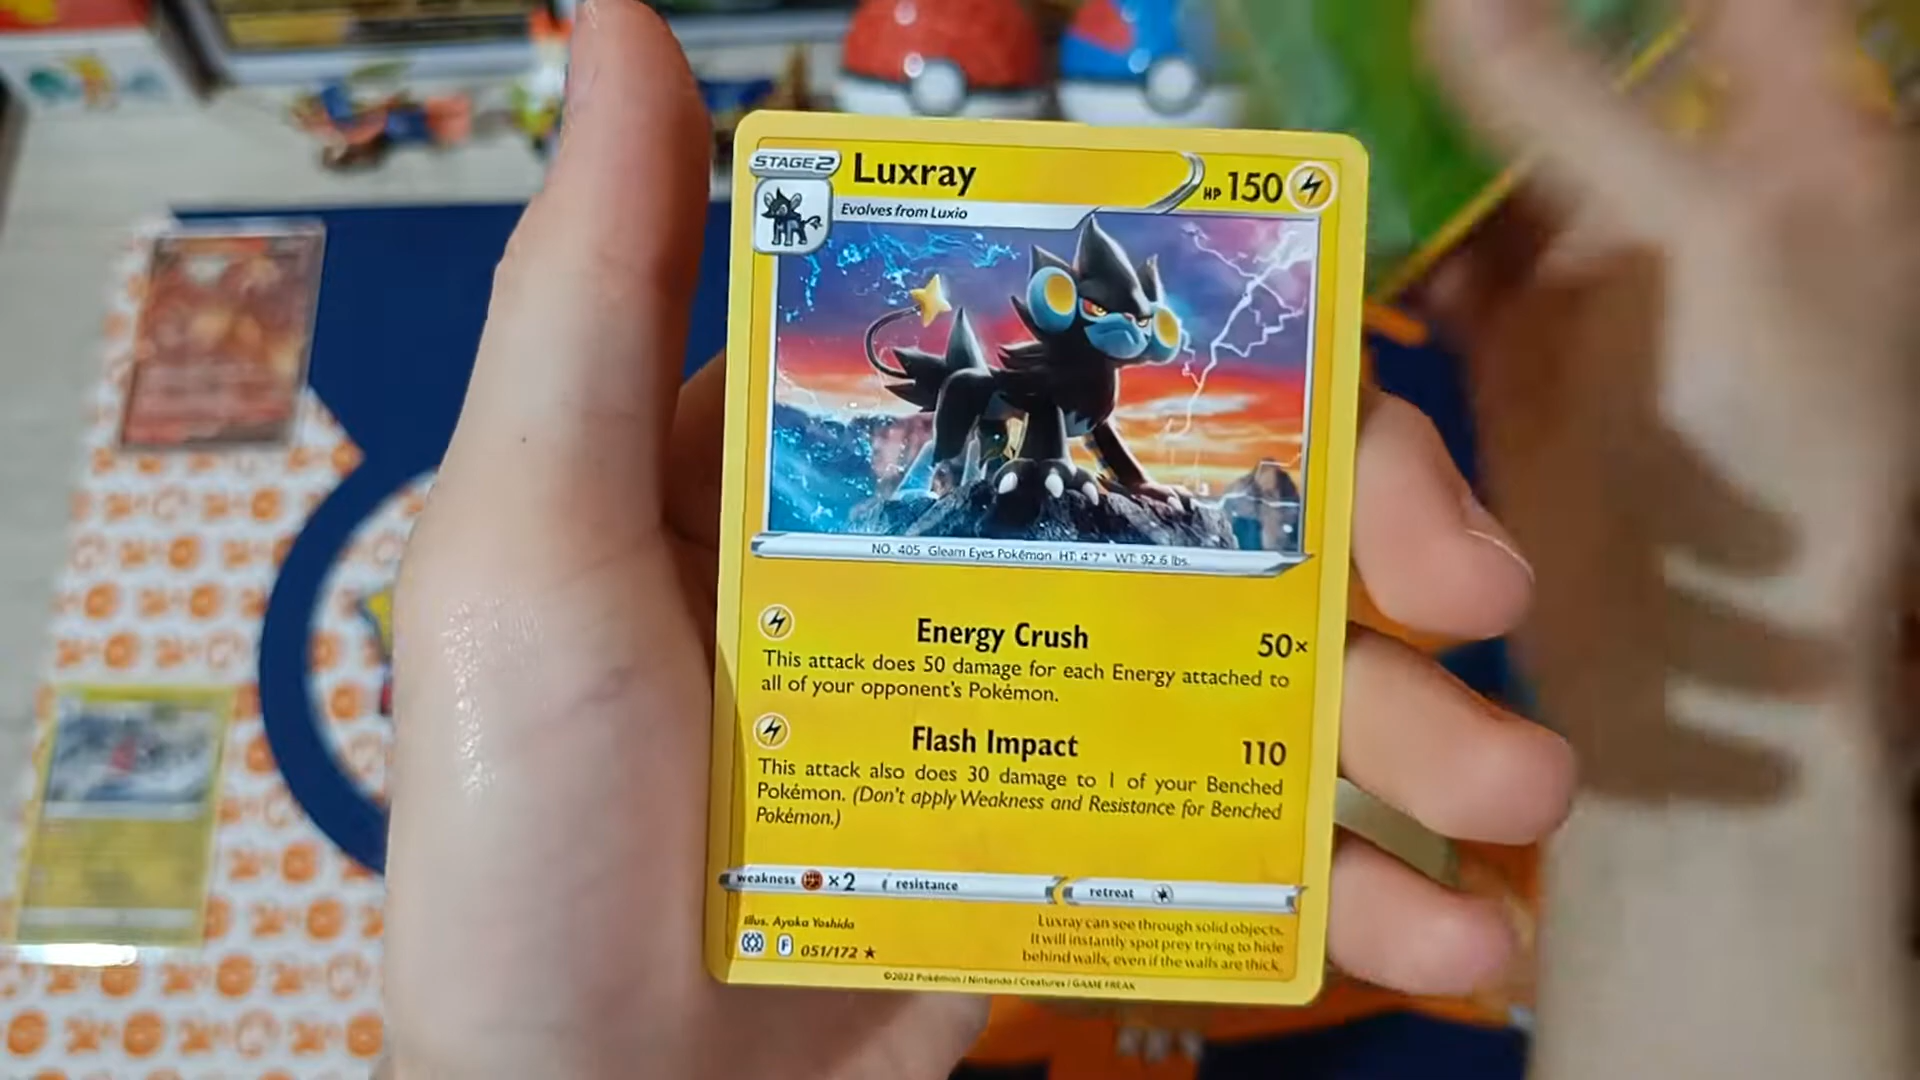 STAGE 2
Luxray
HP 150
Evolves from Luxio
NO. 405 Gleam Eyes Pokémon HT: 4'7" WT: 92.6 lbs.
Energy Crush 50×
This attack does 50 damage for each Energy attached to
all of your opponent's Pokémon.
Flash Impact 110
This attack also does 30 damage to 1 of your Benched
Pokémon. (Don't apply Weakness and Resistance for Benched
Pokémon.)
weakness ×2 resistance retreat
Illus. Ayaka Yoshida
F 051/172 ★
Luxray can see through solid objects.
It will instantly spot prey trying to hide
behind walls, even if the walls are thick.
©2022 Pokémon / Nintendo / Creatures / GAME FREAK